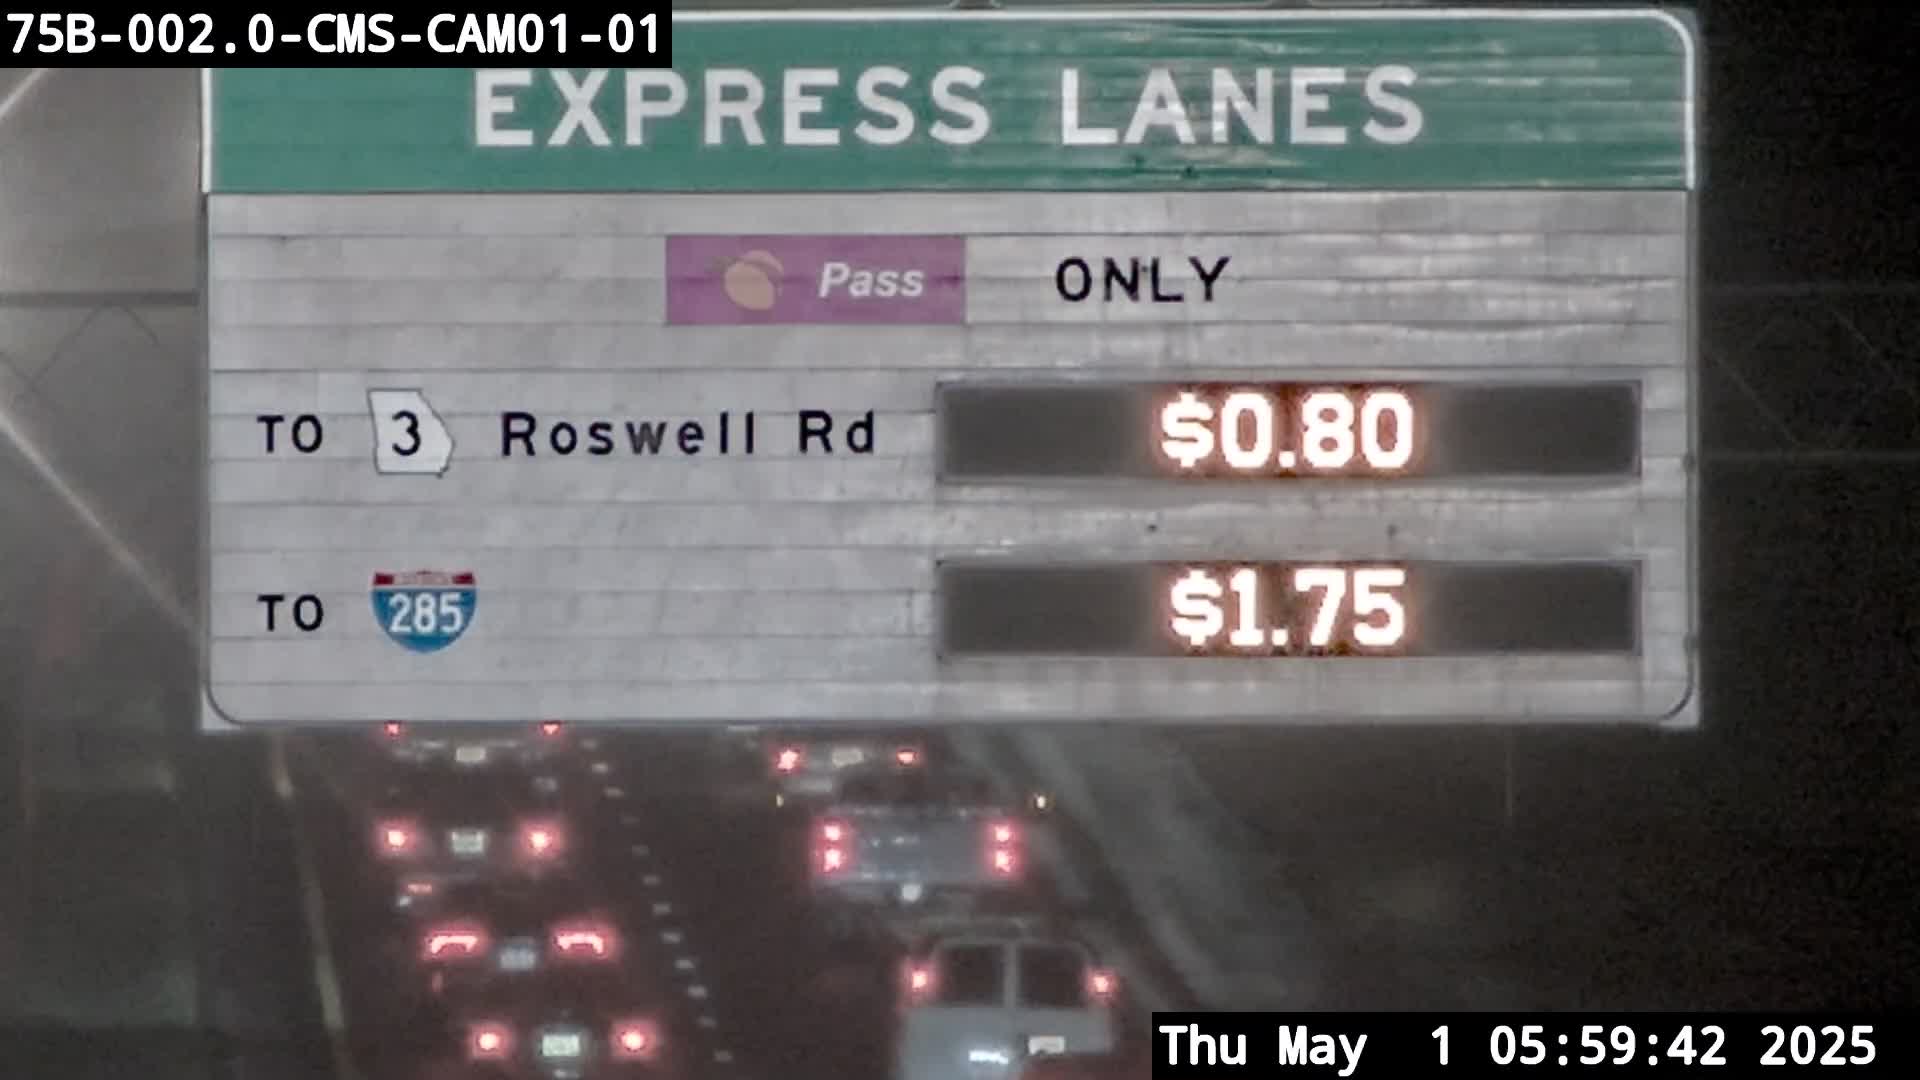 75B-002.0-CMS-CAM01-01
EXPRESS LANES
Pass ONLY
TO 3 Roswell Rd $0.80
TO 285 $1.75
Thu May 1 05:59:42 2025